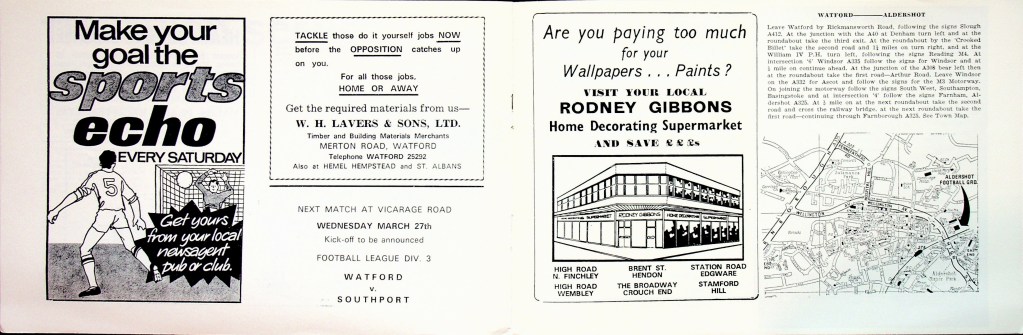 Make your
goal the
sports
echo
EVERY SATURDAY!
5
Get yours
from your local
newsagent
pub or club.
TACKLE those do it yourself jobs NOW
before the OPPOSITION catches up
on you.
For all those jobs,
HOME OR AWAY
Get the required materials from us—
W. H. LAVERS & SONS, LTD.
Timber and Building Materials Merchants
MERTON ROAD, WATFORD
Telephone WATFORD 25292
Also at HEMEL HEMPSTEAD and ST. ALBANS
NEXT MATCH AT VICARAGE ROAD
WEDNESDAY MARCH 27th
Kick-off to be announced
FOOTBALL LEAGUE DIV. 3
WATFORD
v.
SOUTHPORT
Are you paying too much
for your
Wallpapers . . . Paints ?
VISIT YOUR LOCAL
RODNEY GIBBONS
Home Decorating Supermarket
AND SAVE £ £ £s
SUPERMARKET RODNEY GIBBONS HOME DECORATING SUPERMARKET
HIGH ROAD
N. FINCHLEY
BRENT ST.
HENDON
STATION ROAD
EDGWARE
HIGH ROAD
WEMBLEY
THE BROADWAY
CROUCH END
STAMFORD
HILL
WATFORD———ALDERSHOT
Leave Watford by Rickmansworth Road, following the signs Slough
A412. At the junction with the A40 at Denham turn left and at the
roundabout take the third exit. At the roundabout by the 'Crooked
Billet' take the second road and 1¼ miles on turn right, and at the
William IV P.H. turn left, following the signs Reading M4. At
intersection '6' Windsor A335 follow the signs for Windsor and at
miles on continue ahead. At the junction of the A308 bear left then
at the roundabout take the first road—Arthur Road. Leave Windsor
on the A332 for Ascot and follow the signs for the M3 Motorway.
On joining the motorway follow the signs South West, Southampton,
Basingstoke and at intersection '4' follow the signs Farnham, Al-
dershot A325. At ½ mile on at the next roundabout take the second
road and cross the railway bridge, at the next roundabout take the
first road—continuing through Farnborough A325. See Town Map.
ALDERSHOT
FOOTBALL GRD.
WELLINGTON
Aldershot